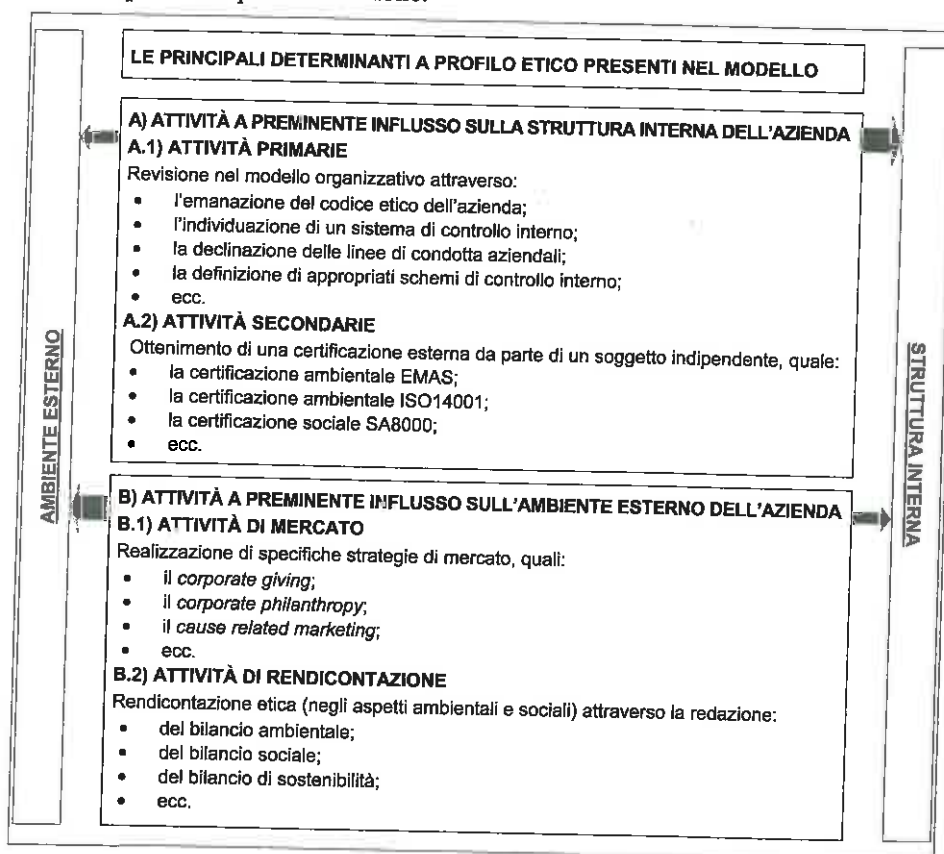 LE PRINCIPALI DETERMINANTI A PROFILO ETICO PRESENTI NEL MODELLO
A) ATTIVITÀ A PREMINENTE INFLUSSO SULLA STRUTTURA INTERNA DELL'AZIENDA
A.1) ATTIVITÀ PRIMARIE
Revisione nel modello organizzativo attraverso:
• l'emanazione del codice etico dell'azienda;
• l'individuazione di un sistema di controllo interno;
• la declinazione delle linee di condotta aziendali;
• la definizione di appropriati schemi di controllo interno;
• ecc.
A.2) ATTIVITÀ SECONDARIE
Ottenimento di una certificazione esterna da parte di un soggetto indipendente, quale:
• la certificazione ambientale EMAS;
• la certificazione ambientale ISO14001;
• la certificazione sociale SA8000;
• ecc.
AMBIENTE ESTERNO
STRUTTURA INTERNA
B) ATTIVITÀ A PREMINENTE INFLUSSO SULL'AMBIENTE ESTERNO DELL'AZIENDA
B.1) ATTIVITÀ DI MERCATO
Realizzazione di specifiche strategie di mercato, quali:
• il corporate giving;
• il corporate philanthropy;
• il cause related marketing;
• ecc.
B.2) ATTIVITÀ DI RENDICONTAZIONE
Rendicontazione etica (negli aspetti ambientali e sociali) attraverso la redazione:
• del bilancio ambientale;
• del bilancio sociale;
• del bilancio di sostenibilità;
• ecc.